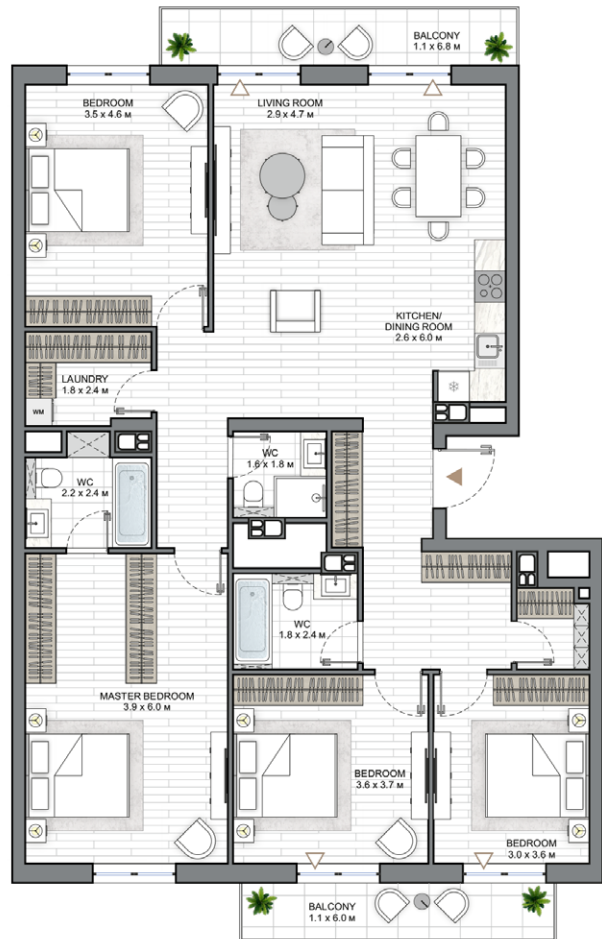 BALCONY
1.1 x 6.8 м
BEDROOM
3.5 x 4.6 м
LIVING ROOM
2.9 x 4.7 м
KITCHEN/
DINING ROOM
2.6 x 6.0 м
LAUNDRY
1.8 x 2.4 м
WM
WC
1.6 x 1.8 м
WC
2.2 x 2.4 м
WC
1.8 x 2.4 м
MASTER BEDROOM
3.9 x 6.0 м
BEDROOM
3.6 x 3.7 м
BEDROOM
3.0 x 3.6 м
BALCONY
1.1 x 6.0 м